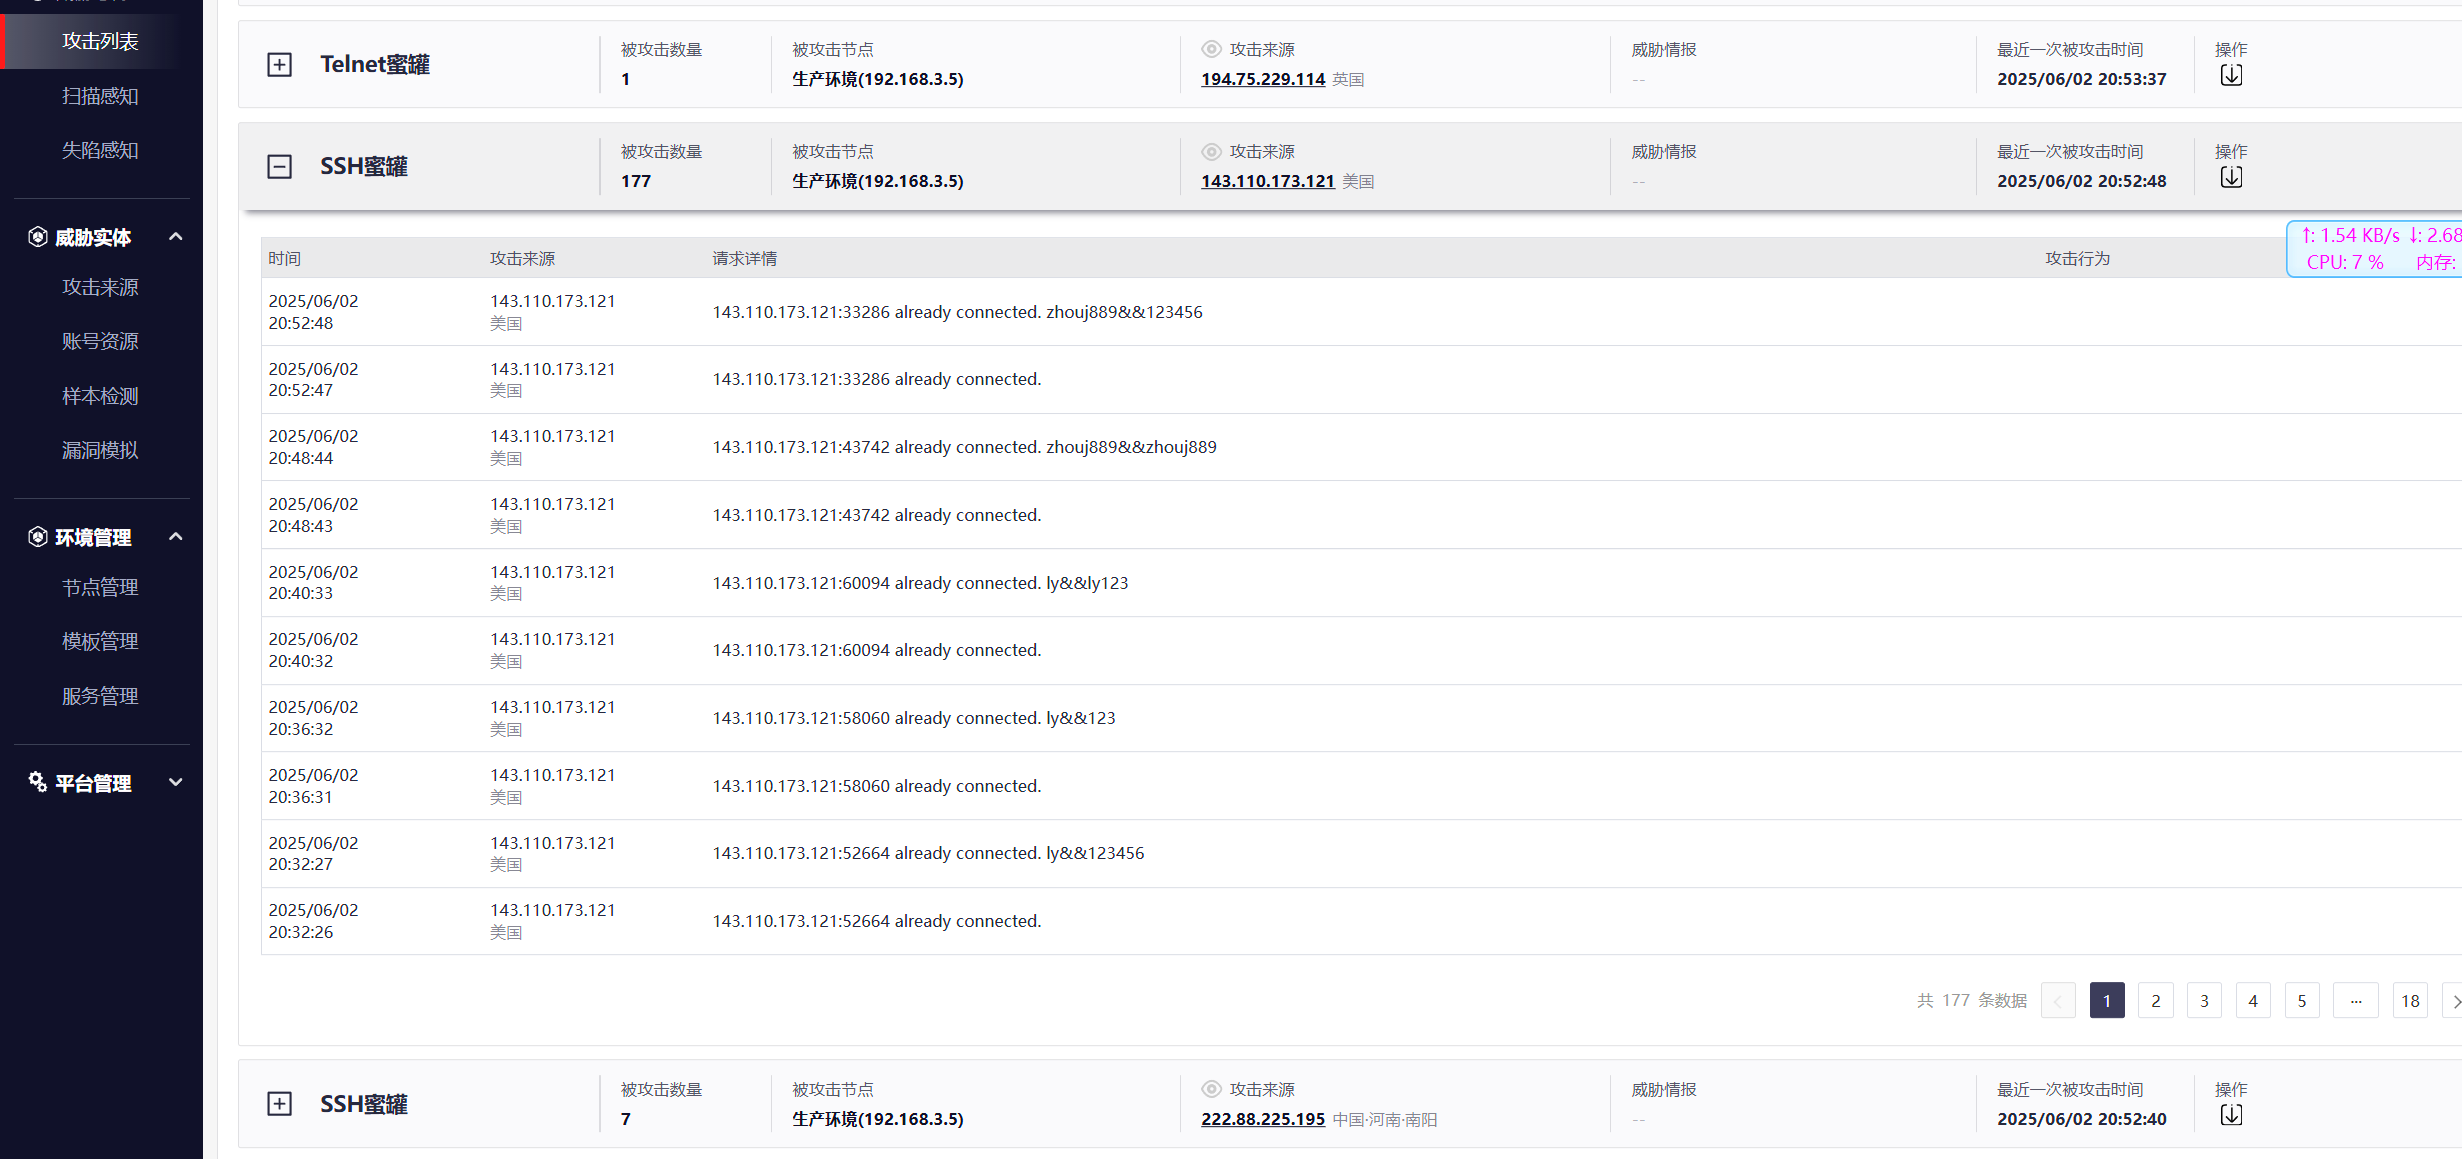 攻击列表
扫描感知
失陷感知
威胁实体
攻击来源
账号资源
样本检测
漏洞模拟
环境管理
节点管理
模板管理
服务管理
平台管理
Telnet蜜罐 被攻击数量 被攻击节点 攻击来源 威胁情报 最近一次被攻击时间 操作
1 生产环境(192.168.3.5) 194.75.229.114 英国 -- 2025/06/02 20:53:37
SSH蜜罐 被攻击数量 被攻击节点 攻击来源 威胁情报 最近一次被攻击时间 操作
177 生产环境(192.168.3.5) 143.110.173.121 美国 -- 2025/06/02 20:52:48
↑: 1.54 KB/s ↓: 2.68
CPU: 7 % 内存:
时间 攻击来源 请求详情 攻击行为
2025/06/02 143.110.173.121
20:52:48 美国
143.110.173.121:33286 already connected. zhouj889&&123456
2025/06/02 143.110.173.121
20:52:47 美国
143.110.173.121:33286 already connected.
2025/06/02 143.110.173.121
20:48:44 美国
143.110.173.121:43742 already connected. zhouj889&&zhouj889
2025/06/02 143.110.173.121
20:48:43 美国
143.110.173.121:43742 already connected.
2025/06/02 143.110.173.121
20:40:33 美国
143.110.173.121:60094 already connected. ly&&ly123
2025/06/02 143.110.173.121
20:40:32 美国
143.110.173.121:60094 already connected.
2025/06/02 143.110.173.121
20:36:32 美国
143.110.173.121:58060 already connected. ly&&123
2025/06/02 143.110.173.121
20:36:31 美国
143.110.173.121:58060 already connected.
2025/06/02 143.110.173.121
20:32:27 美国
143.110.173.121:52664 already connected. ly&&123456
2025/06/02 143.110.173.121
20:32:26 美国
143.110.173.121:52664 already connected.
共 177 条数据 1 2 3 4 5 ··· 18
SSH蜜罐 被攻击数量 被攻击节点 攻击来源 威胁情报 最近一次被攻击时间 操作
7 生产环境(192.168.3.5) 222.88.225.195 中国·河南·南阳 -- 2025/06/02 20:52:40